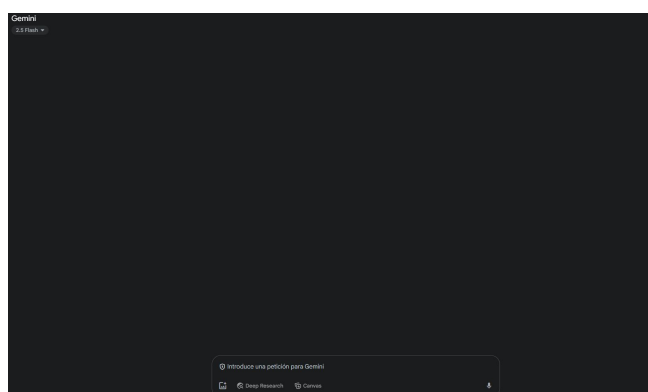 Gemini
2.5 Flash
Introduce una petición para Gemini
Deep Research Canvas